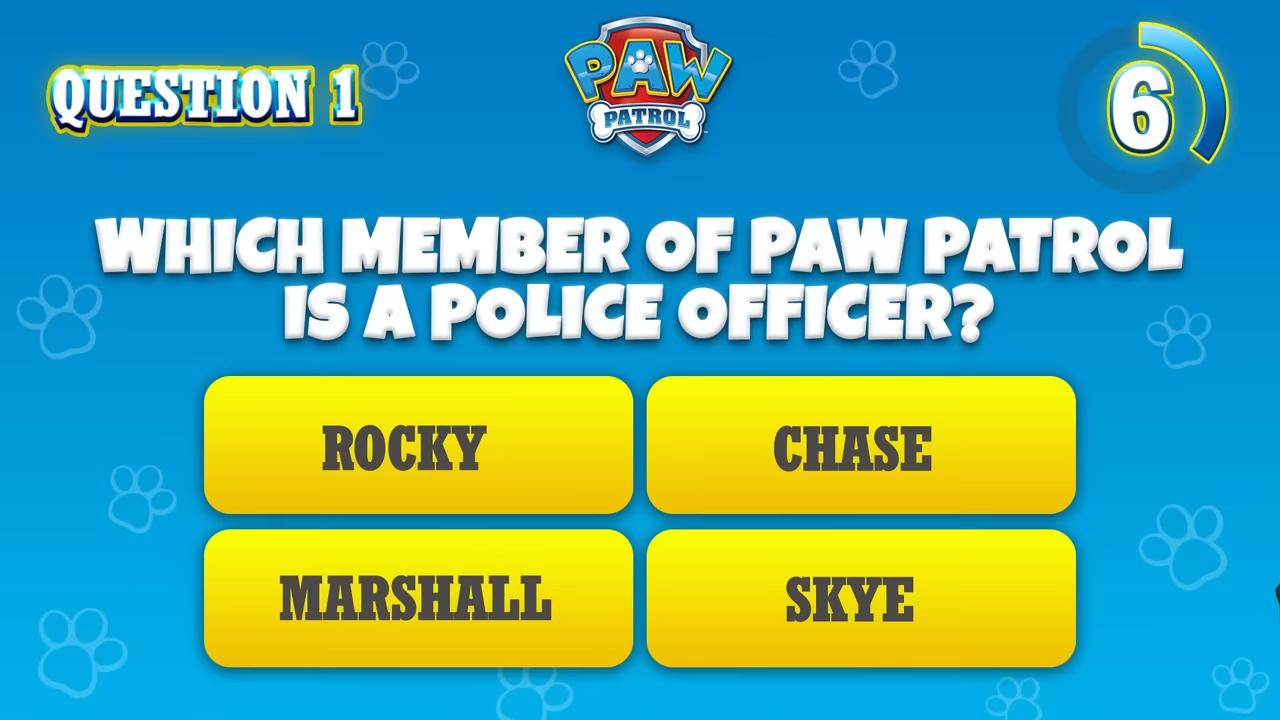 QUESTION 1
PAW
PATROL
6
WHICH MEMBER OF PAW PATROL
IS A POLICE OFFICER?
ROCKY
CHASE
MARSHALL
SKYE